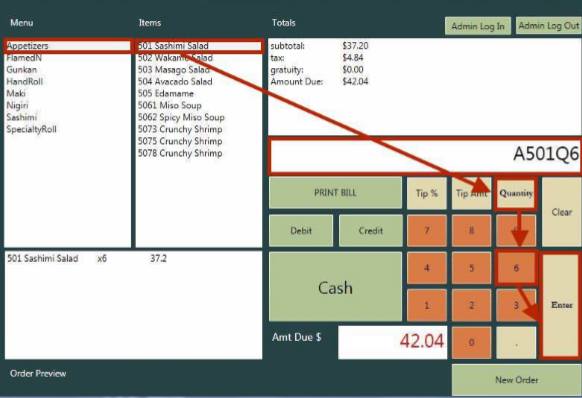 Menu Items Totals Admin Log In Admin Log Out
Appetizers
FlamedN
Gunkan
HandRoll
Maki
Nigiri
Sashimi
SpecialtyRoll
501 Sashimi Salad
502 Wakame Salad
503 Masago Salad
504 Avacado Salad
505 Edamame
5061 Miso Soup
5062 Spicy Miso Soup
5073 Crunchy Shrimp
5075 Crunchy Shrimp
5078 Crunchy Shrimp
subtotal: $37.20
tax: $4.84
gratuity: $0.00
Amount Due: $42.04
A501Q6
PRINT BILL Tip % Tip Amt Quantity Clear
Debit Credit 7 8
501 Sashimi Salad x6 37.2
Cash 4 5 6 Enter
1 2 3
Amt Due $ 42.04 0 .
Order Preview New Order